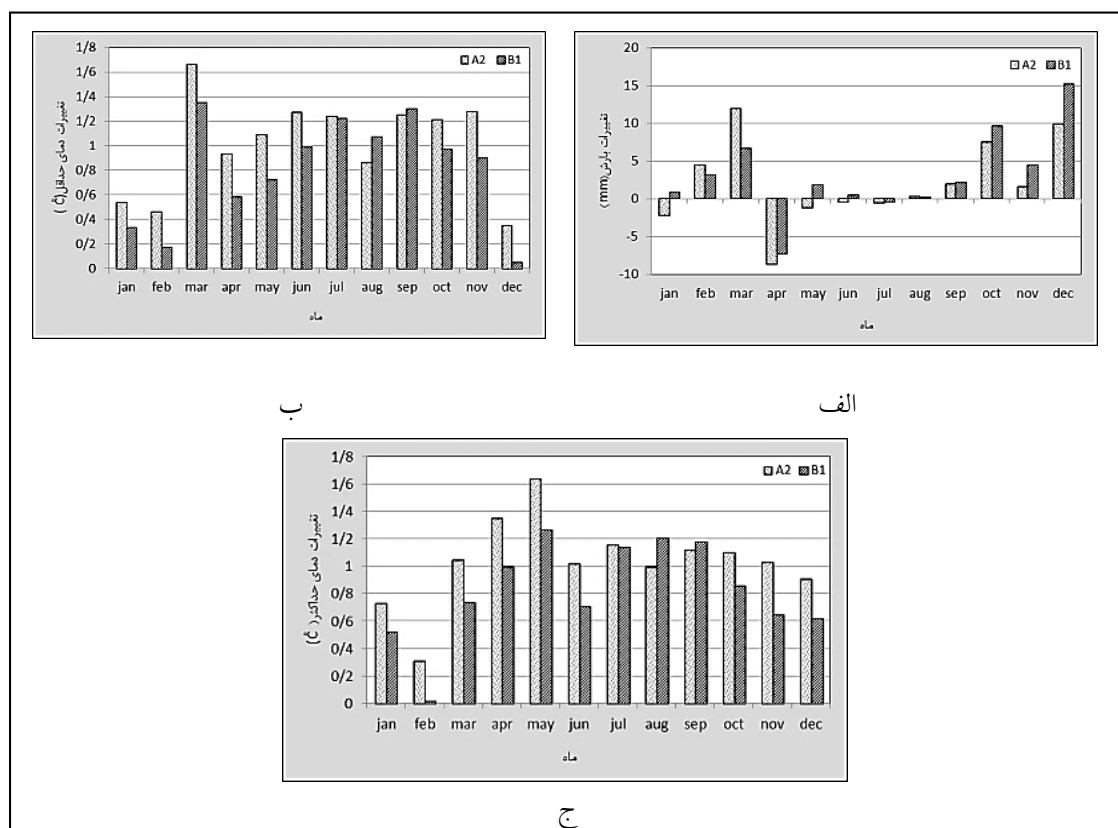 20
15
10
5
0
-5
-10
تغییرات بارش(mm)
A2 B1
jan feb mar apr may jun jul aug sep oct nov dec
ماه
الف
1/8
1/6
1/4
1/2
1
0/8
0/6
0/4
0/2
0
تغییرات دمای حداقل(C)
A2 B1
jan feb mar apr may jun jul aug sep oct nov dec
ماه
ب
1/8
1/6
1/4
1/2
1
0/8
0/6
0/4
0/2
0
تغییرات دمای حداکثر(C)
A2 B1
jan feb mar apr may jun jul aug sep oct nov dec
ماه
ج